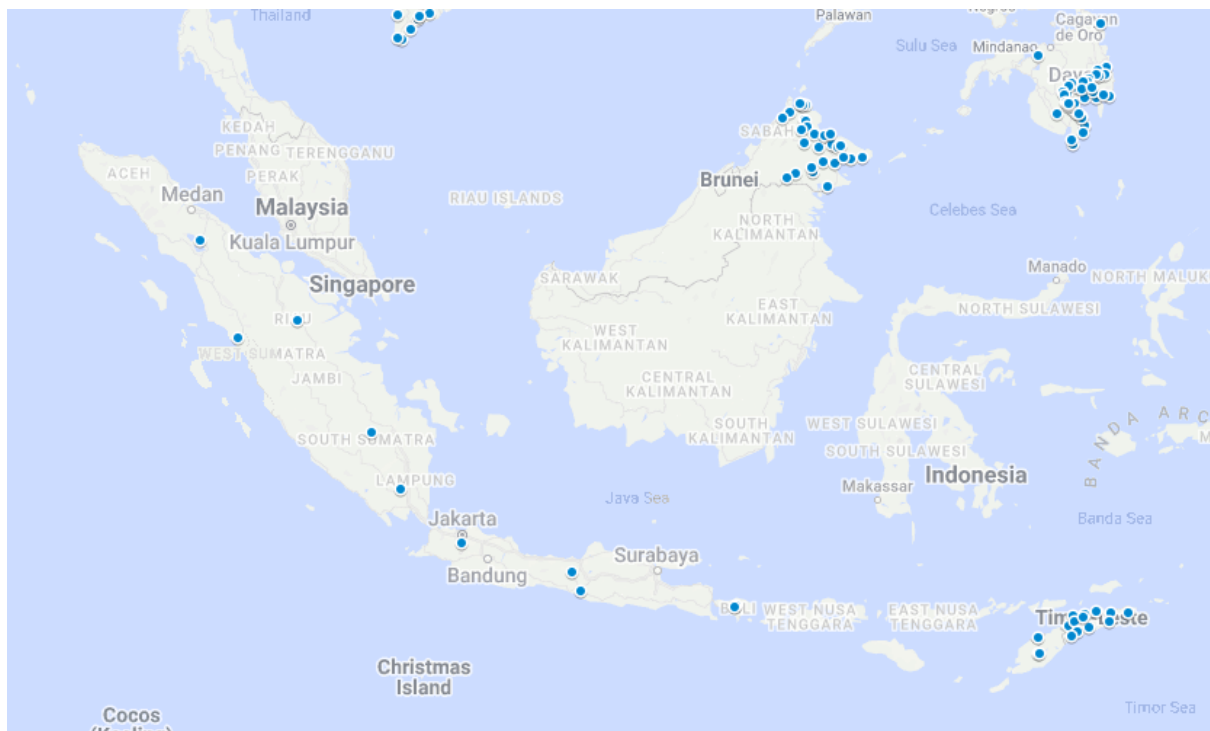 Thailand
Palawan
Cagayan
de Oro
Sulu Sea
Mindanao
KEDAH
PENANG
TERENGGANU
PERAK
ACEH
Medan
SABAH
Brunei
RIAU ISLANDS
Malaysia
Kuala Lumpur
Celebes Sea
NORTH
KALIMANTAN
Singapore
SARAWAK
Manado
NORTH MALUK
EAST
KALIMANTAN
NORTH SULAWESI
WEST
KALIMANTAN
WEST SUMATRA
JAMBI
CENTRAL
KALIMANTAN
CENTRAL
SULAWESI
SOUTH
KALIMANTAN
WEST SULAWESI
SOUTH SULAWESI
BANDA ARC
SOUTH SUMATRA
LAMPUNG
Indonesia
Makassar
Java Sea
Banda Sea
Jakarta
Bandung
Surabaya
WEST NUSA
TENGGARA
EAST NUSA
TENGGARA
Christmas
Island
Timor Sea
Cocos